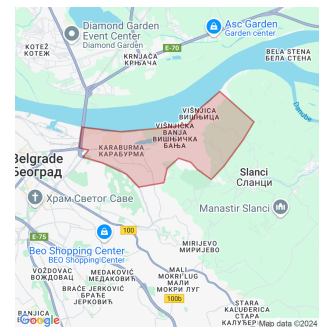 Diamond Garden
Event Center
Diamond Garden
Asc Garden
Garden center
KOTEŽ
КОТЕЖ
E-70
KRNJAČA
КРЊАЧА
BELA STENA
БЕЛА СТЕНА
Danube
VIŠNJICA
ВИШЊИЦА
VIŠNJIČKA
BANJA
ВИШЊИЧКА
БАЊА
KARABURMA
КАРАБУРМА
Belgrade
Београд
Slanci
Сланци
Храм Светог Саве
Manastir Slanci
E-75
100
Beo Shopping Center
BEO Shopping Center
MIRIJEVO
МИРИЈЕВО
VOŽDOVAC
ВОЖДОВАЦ
MEDAKOVIĆ
МЕДАКОВИЋ
BRAĆE JERKOVIĆ
БРАЋЕ
ЈЕРКОВИЋ
MALI
MOKRI LUG
МАЛИ
МОКРИ ЛУГ
100b
STARA
KALUĐERICA
СТАРА
КАЛУЂЕРИЦА
BANJICA
Google
Map data ©2024